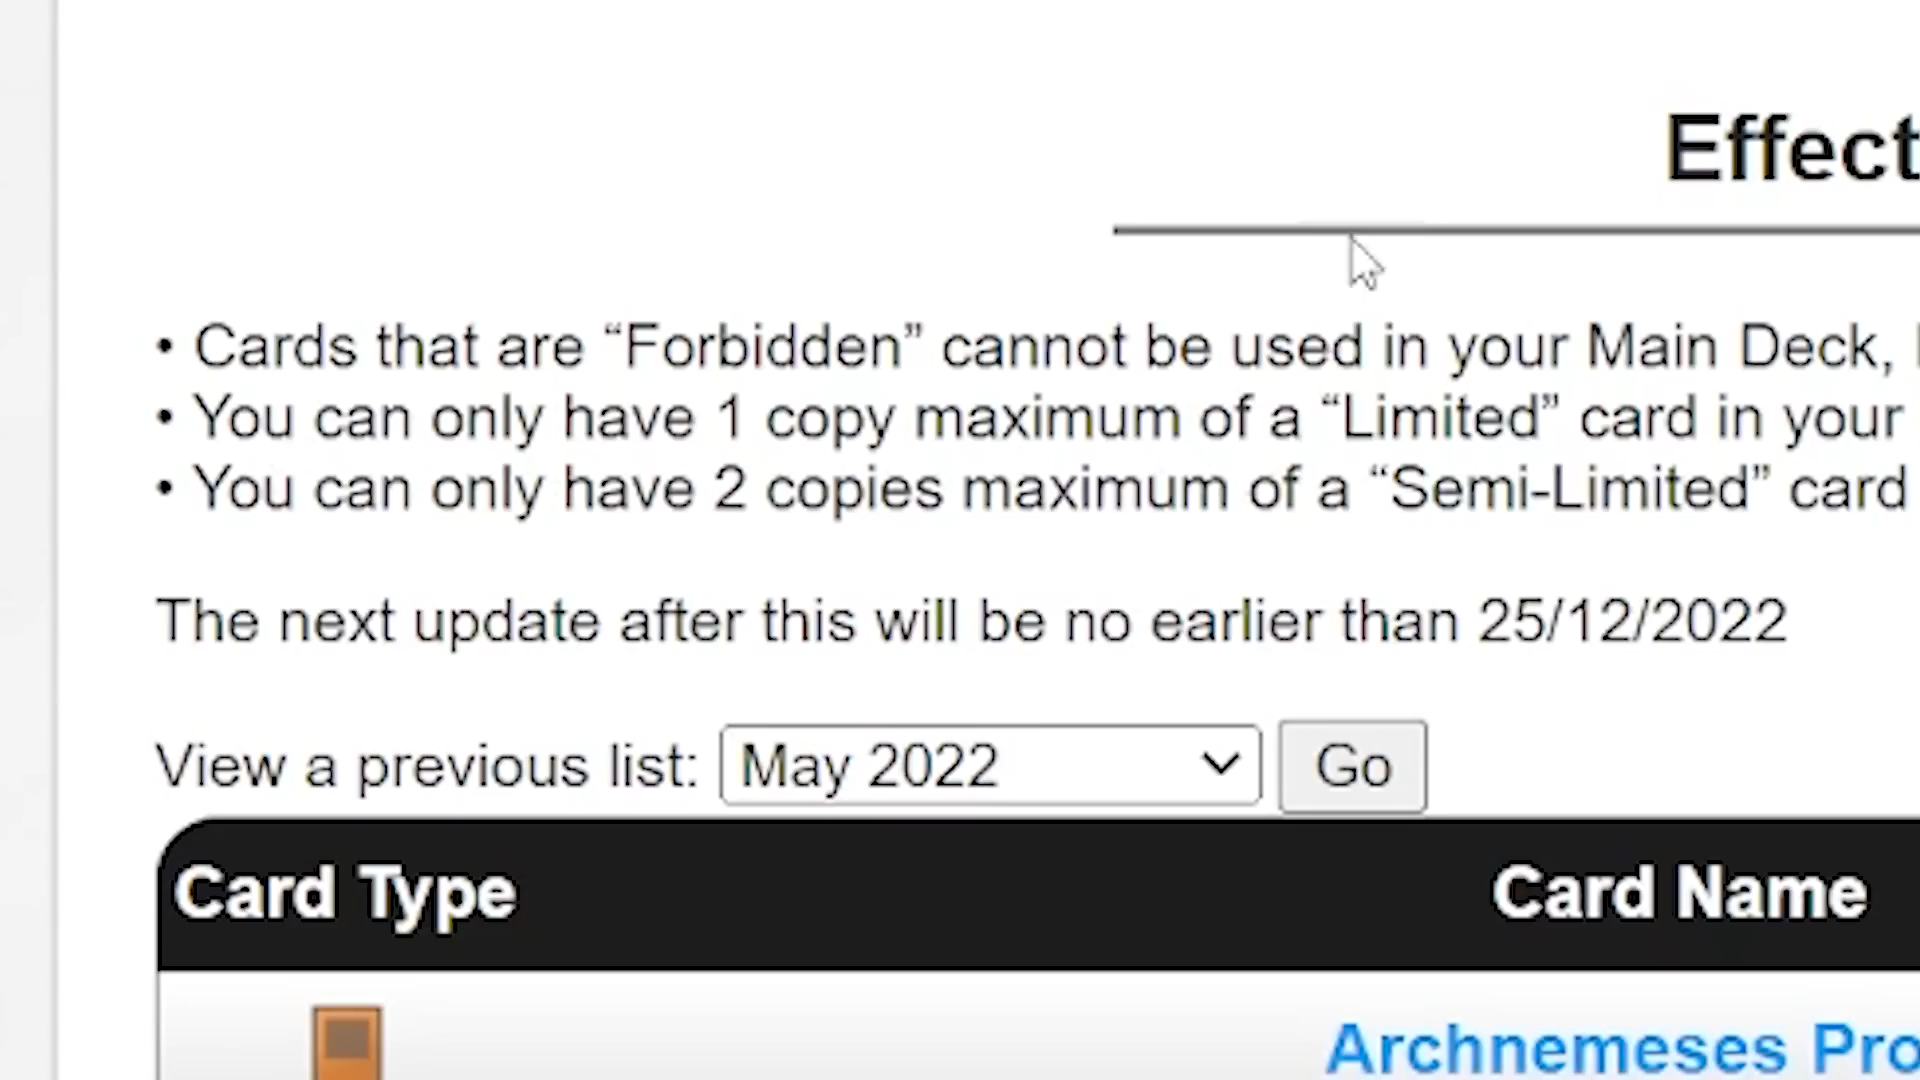 Effect
• Cards that are “Forbidden” cannot be used in your Main Deck,
• You can only have 1 copy maximum of a “Limited” card in your
• You can only have 2 copies maximum of a “Semi-Limited” card
The next update after this will be no earlier than 25/12/2022
View a previous list: May 2022 Go
Card Type Card Name
Archnemeses Pro